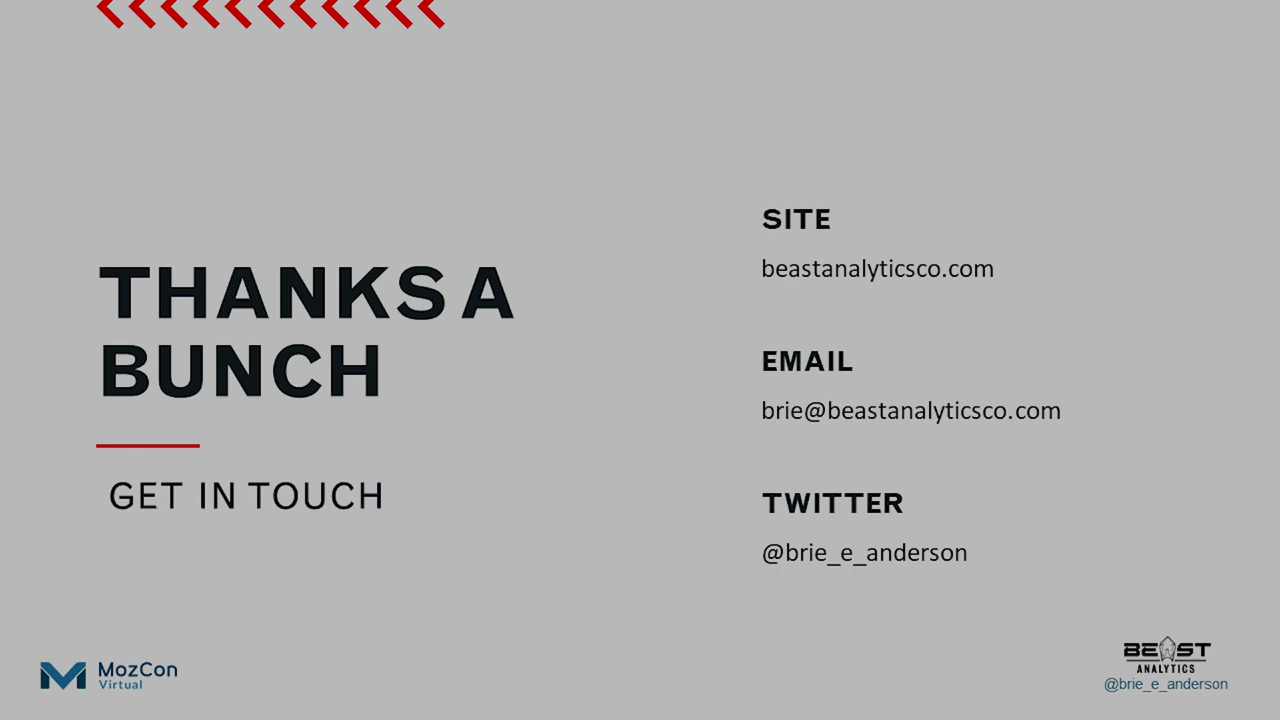 THANKS A
BUNCH
GET IN TOUCH
SITE
beastanalyticsco.com
EMAIL
brie@beastanalyticsco.com
TWITTER
@brie_e_anderson
MozCon
Virtual
BEAST
ANALYTICS
@brie_e_anderson